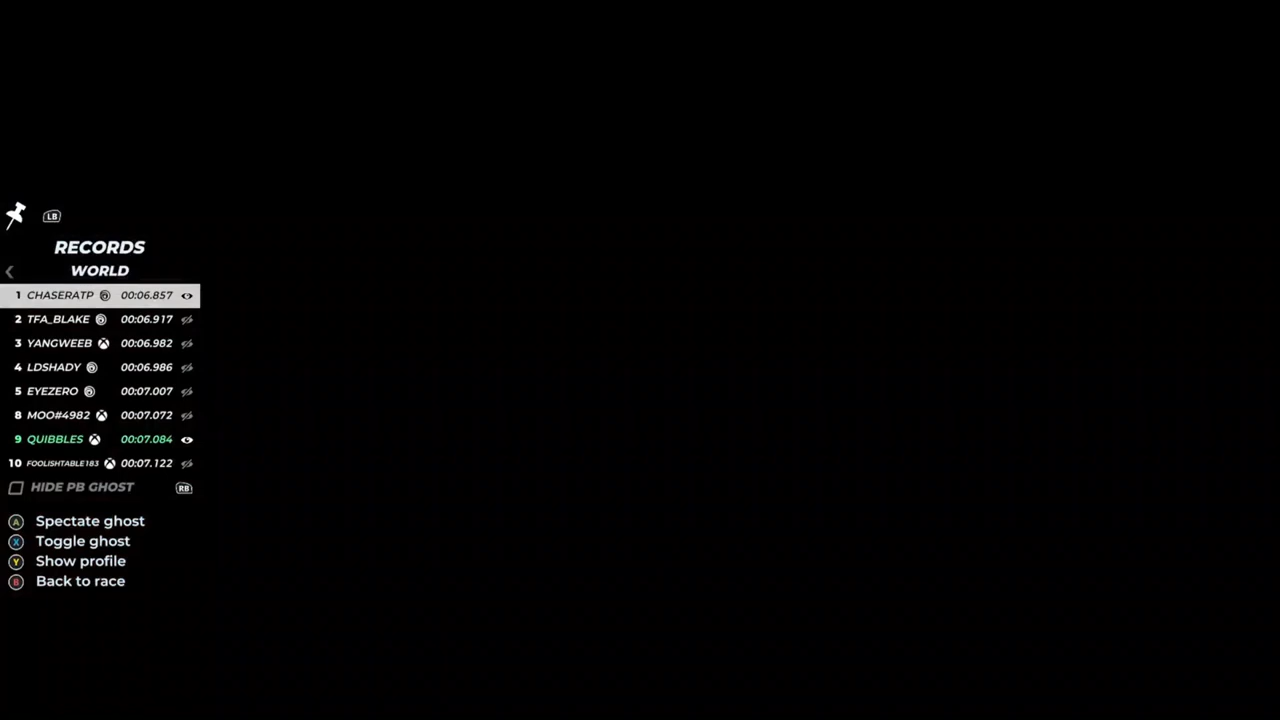 LB
RECORDS
WORLD
1 CHASERATP 00:06.857
2 TFA_BLAKE 00:06.917
3 YANGWEEB 00:06.982
4 LDSHADY 00:06.986
5 EYEZERO 00:07.007
8 MOO#4982 00:07.072
9 QUIBBLES 00:07.084
10 FOOLISHTABLE183 00:07.122
HIDE PB GHOST RB
A Spectate ghost
X Toggle ghost
Y Show profile
B Back to race